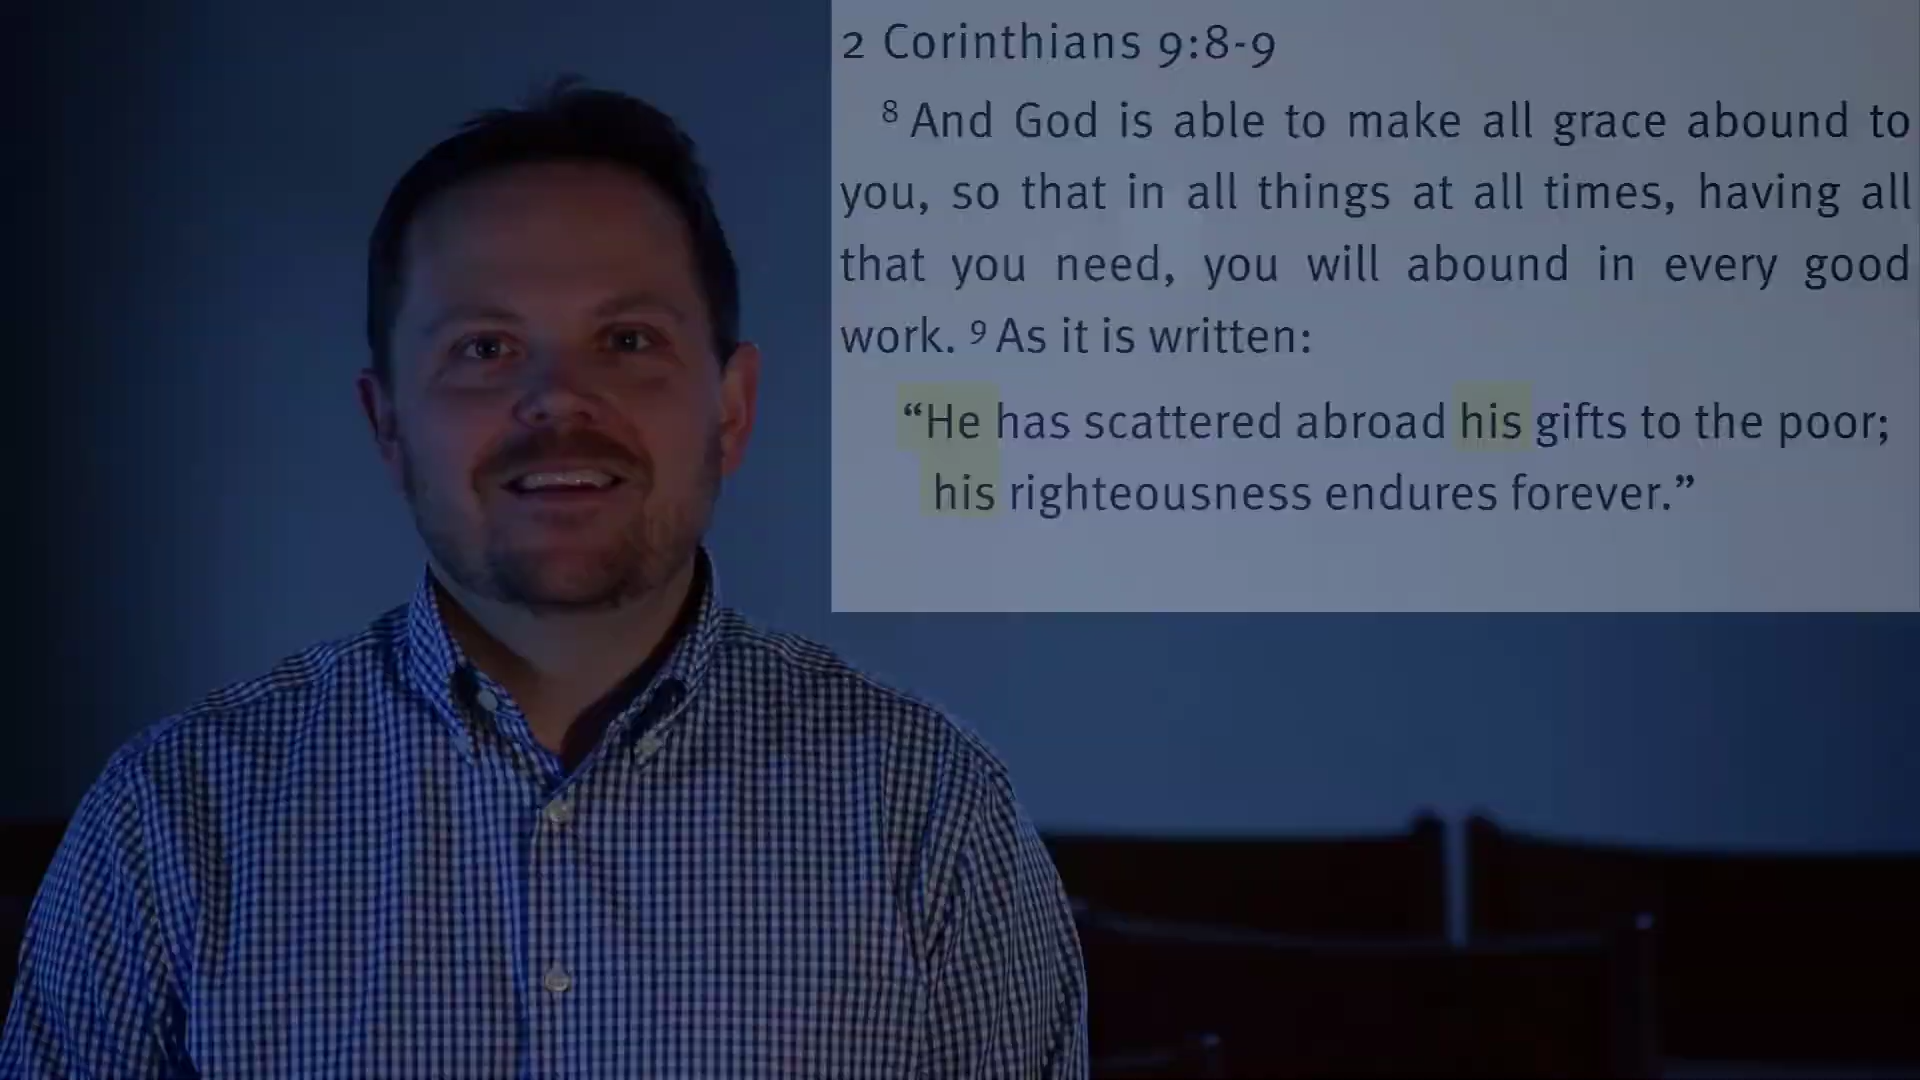 2 Corinthians 9:8-9
8 And God is able to make all grace abound to
you, so that in all things at all times, having all
that you need, you will abound in every good
work. 9 As it is written:
“He has scattered abroad his gifts to the poor;
his righteousness endures forever.”